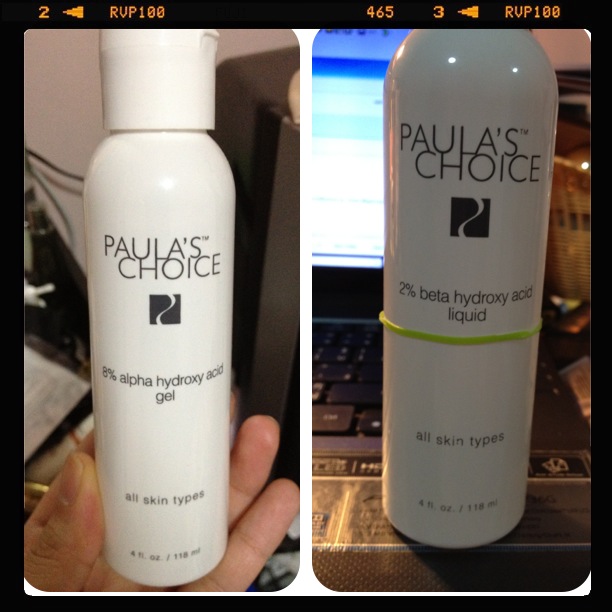 2 RVP100 465 3 RVP100
PAULA'S™
CHOICE
8% alpha hydroxy acid
gel
all skin types
4 fl. oz. / 118 ml
PAULA'S™
CHOICE
2% beta hydroxy acid
liquid
all skin types
4 fl. oz. / 118 ml